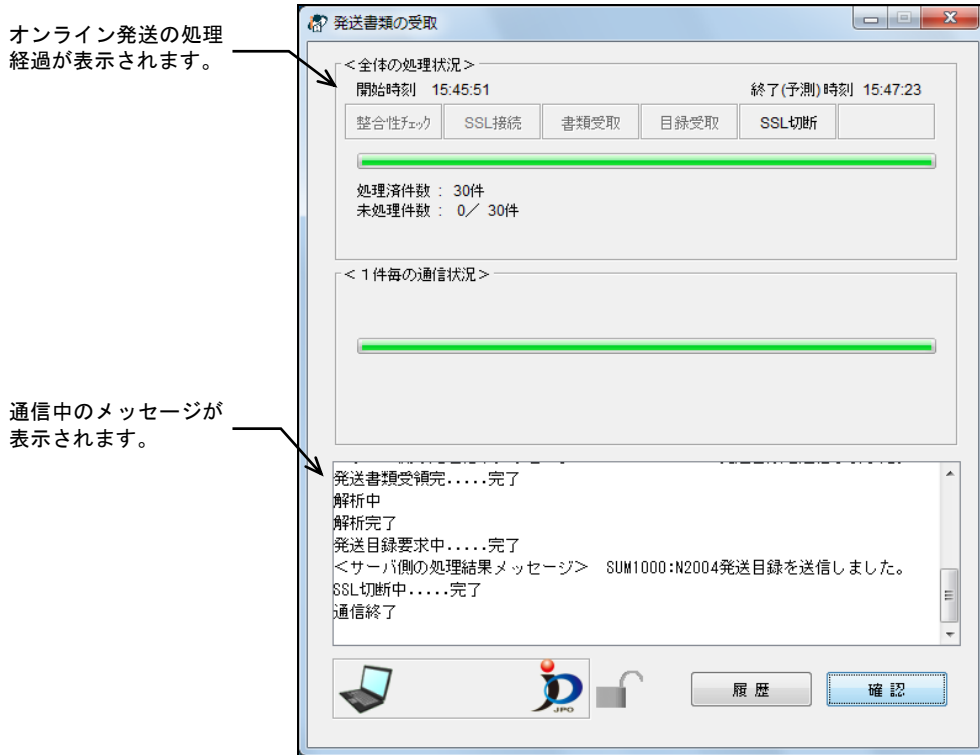 オンライン発送の処理
経過が表示されます。
発送書類の受取
<全体の処理状況>
開始時刻 15:45:51
終了(予測)時刻 15:47:23
整合性ﾁｪｯｸ
SSL接続
書類受取
目録受取
SSL切断
処理済件数 : 30件
未処理件数 : 0／ 30件
<１件毎の通信状況>
通信中のメッセージが
表示されます。
発送書類受領完.....完了
解析中
解析完了
発送目録要求中.....完了
<サーバ側の処理結果メッセージ> SUM1000:N2004発送目録を送信しました。
SSL切断中.....完了
通信終了
JPO
履 歴
確 認